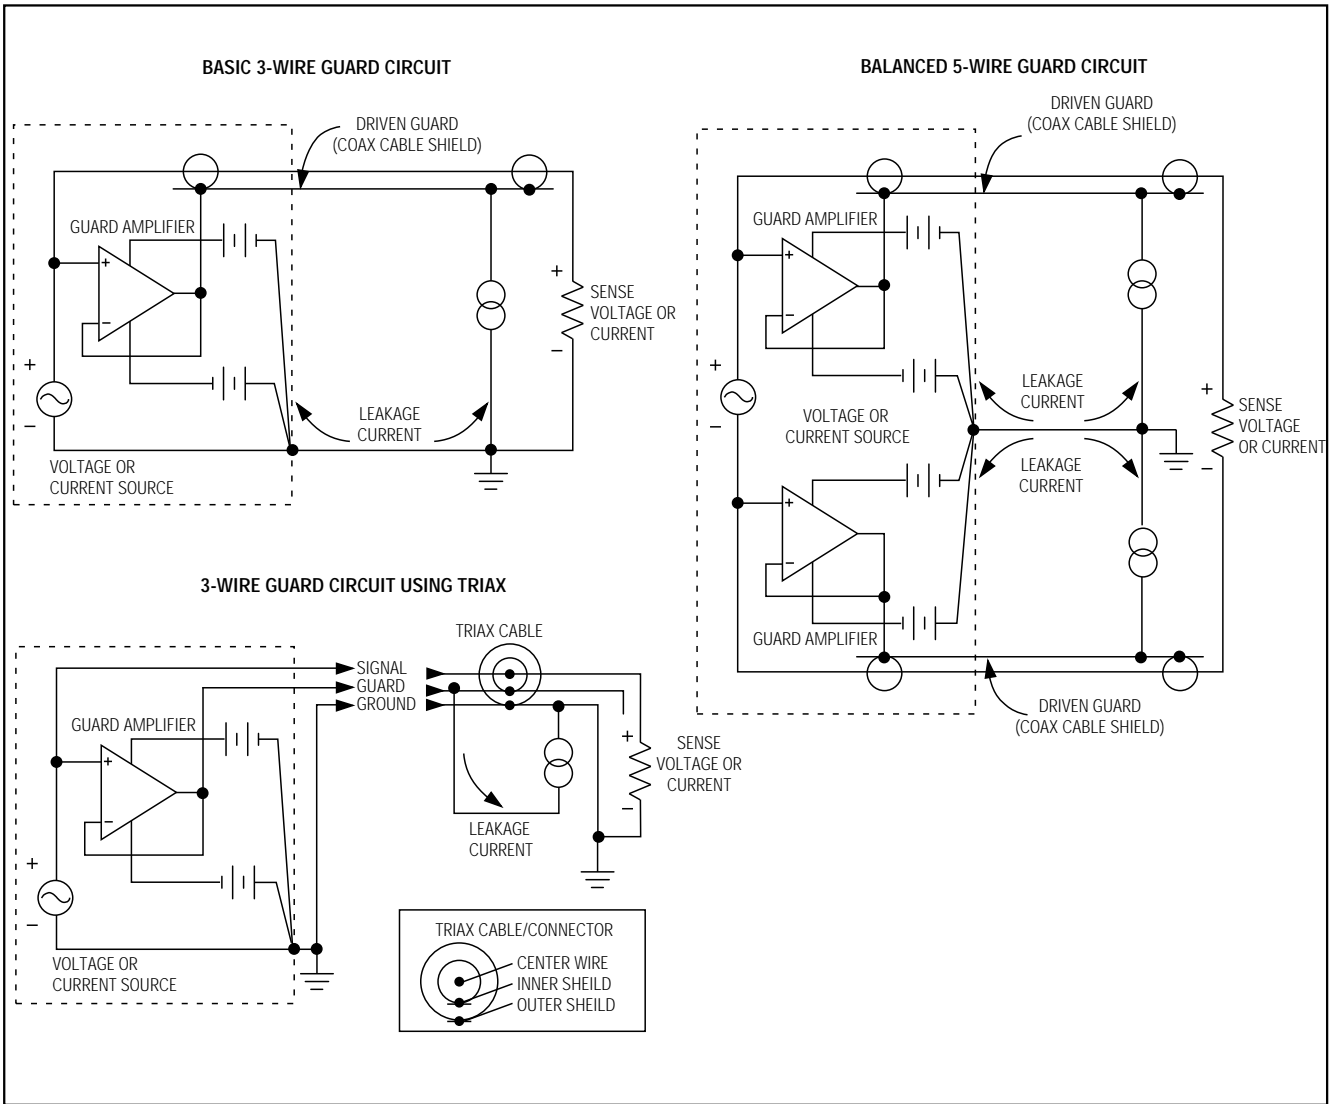 BASIC 3-WIRE GUARD CIRCUIT
DRIVEN GUARD
(COAX CABLE SHIELD)
GUARD AMPLIFIER
+
−
+
−
+
−
SENSE
VOLTAGE OR
CURRENT
LEAKAGE
CURRENT
VOLTAGE OR
CURRENT SOURCE
BALANCED 5-WIRE GUARD CIRCUIT
DRIVEN GUARD
(COAX CABLE SHIELD)
GUARD AMPLIFIER
+
−
+
−
VOLTAGE OR
CURRENT SOURCE
LEAKAGE
CURRENT
LEAKAGE
CURRENT
+
−
SENSE
VOLTAGE
OR CURRENT
+
−
GUARD AMPLIFIER
DRIVEN GUARD
(COAX CABLE SHIELD)
3-WIRE GUARD CIRCUIT USING TRIAX
TRIAX CABLE
SIGNAL
GUARD
GROUND
GUARD AMPLIFIER
+
−
+
−
+
−
SENSE
VOLTAGE OR
CURRENT
LEAKAGE
CURRENT
VOLTAGE OR
CURRENT SOURCE
TRIAX CABLE/CONNECTOR
CENTER WIRE
INNER SHEILD
OUTER SHEILD